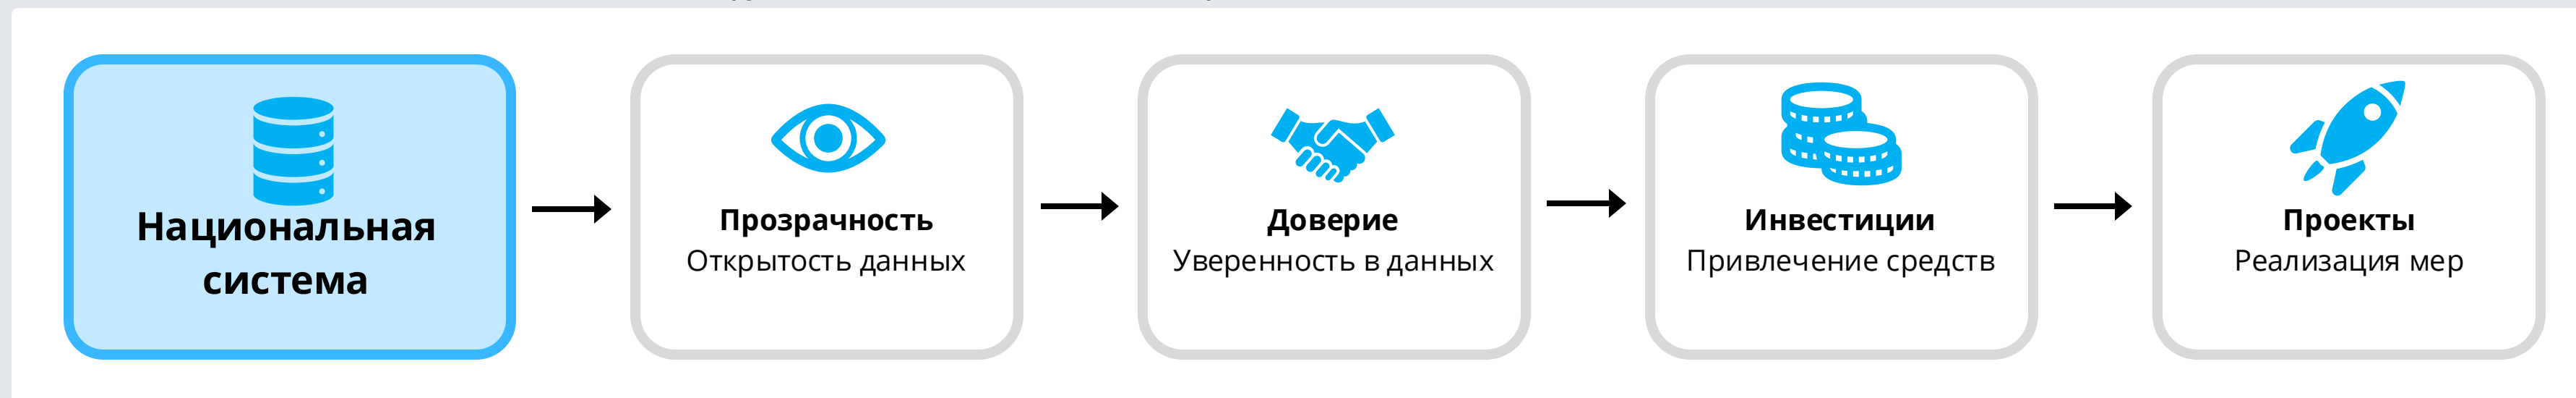 Национальная
система
Прозрачность
Открытость данных
Доверие
Уверенность в данных
Инвестиции
Привлечение средств
Проекты
Реализация мер